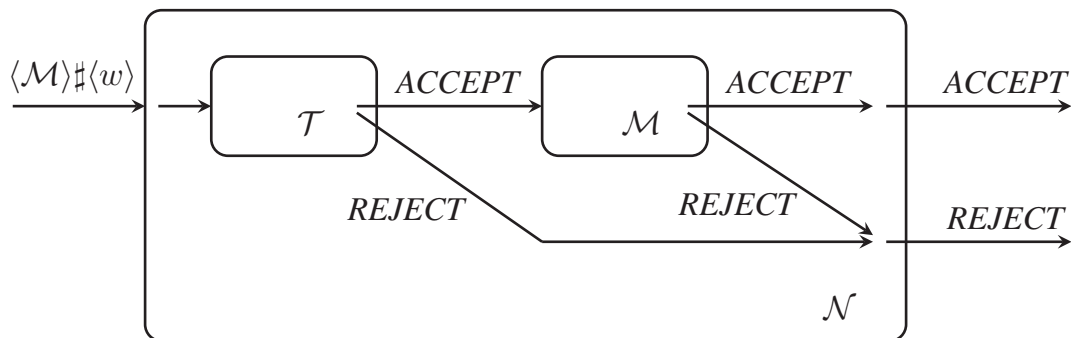 ⟨ℳ⟩♯⟨w⟩
𝒯
ACCEPT
ℳ
ACCEPT
ACCEPT
REJECT
REJECT
REJECT
𝒩